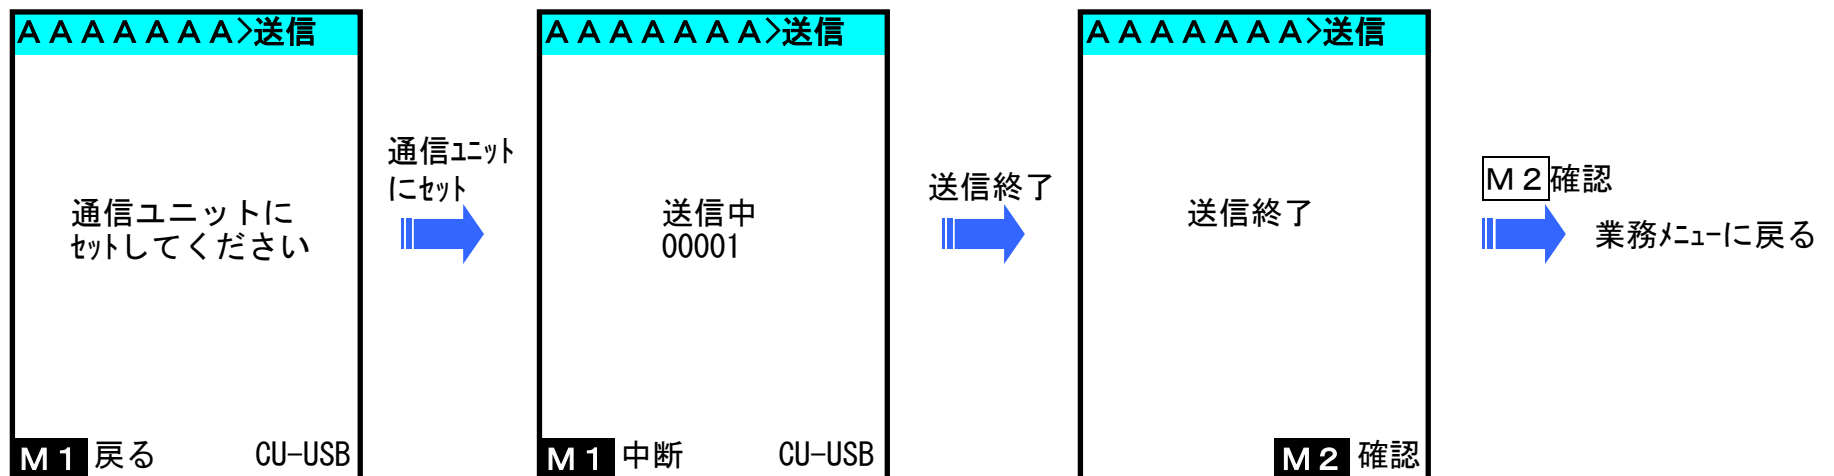 ＡＡＡＡＡＡＡ>送信
通信ユニットに
ｾｯﾄしてください
Ｍ１ 戻る CU-USB
通信ﾕﾆｯﾄ
にｾｯﾄ
ＡＡＡＡＡＡＡ>送信
送信中
00001
Ｍ１ 中断 CU-USB
送信終了
ＡＡＡＡＡＡＡ>送信
送信終了
Ｍ２ 確認
Ｍ２確認
業務ﾒﾆｭｰに戻る